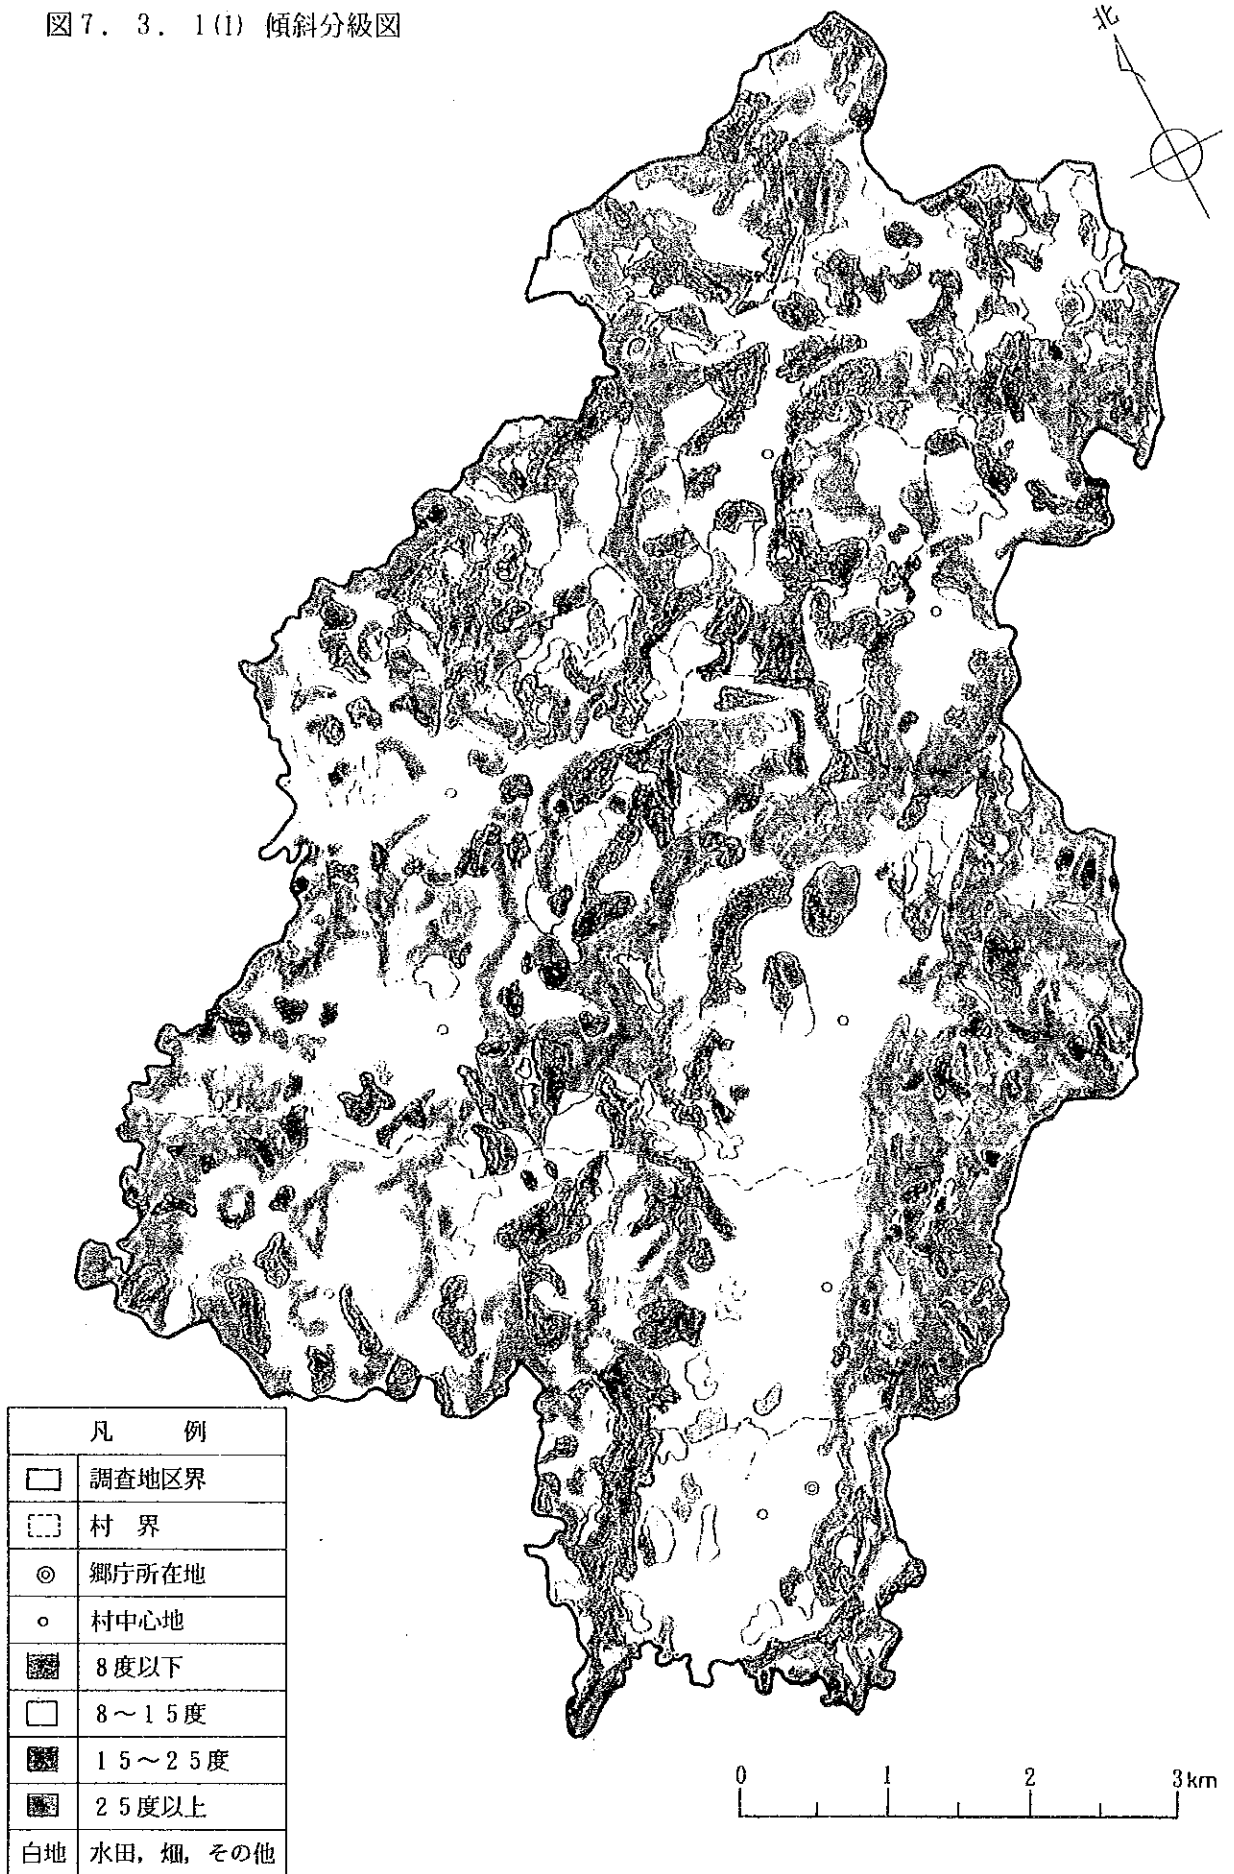 図7．3．1(1) 傾斜分級図
北
凡 例
調査地区界
村 界
◎ 郷庁所在地
○ 村中心地
8度以下
8～15度
15～25度
25度以上
白地 水田，畑，その他
0 1 2 3km